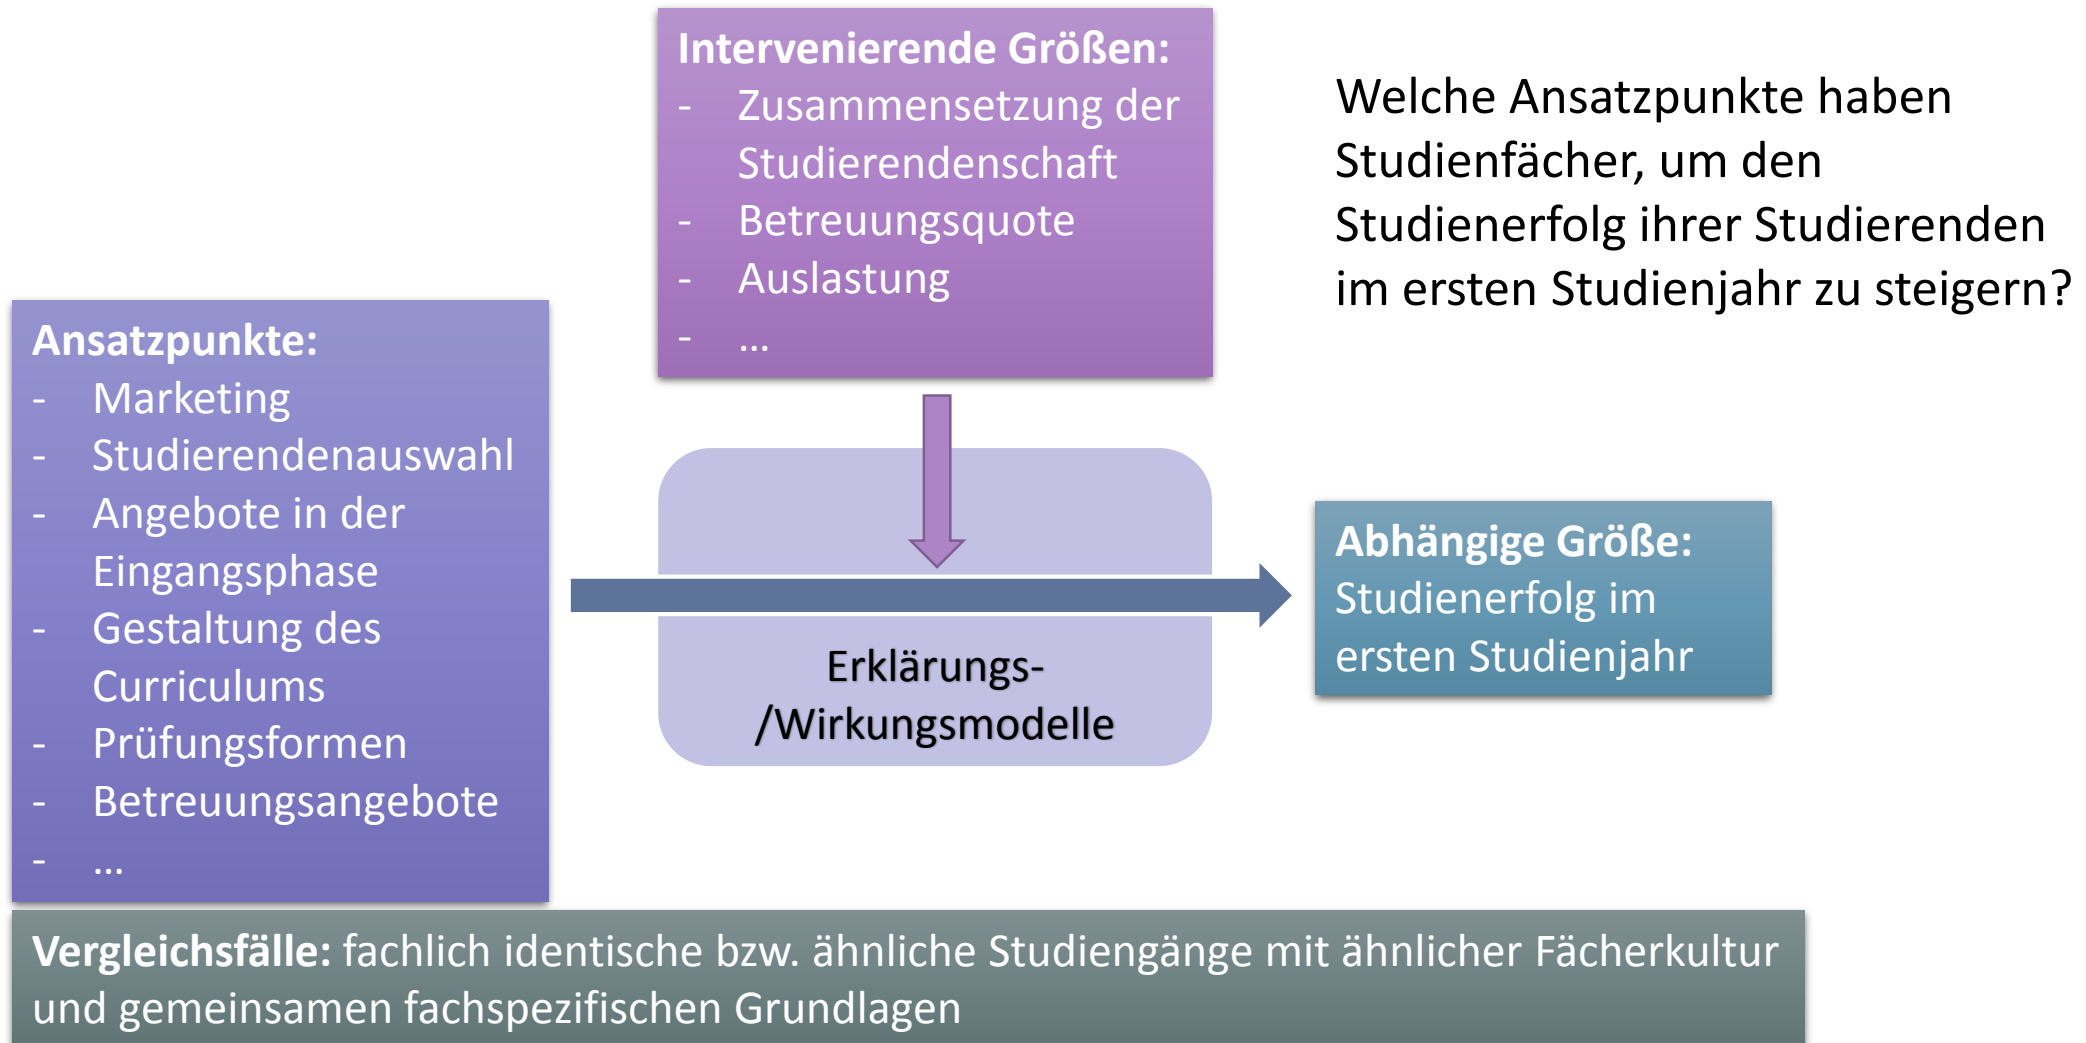 Intervenierende Größen:
- Zusammensetzung der
Studierendenschaft
- Betreuungsquote
- Auslastung
- ...
Welche Ansatzpunkte haben
Studienfächer, um den
Studienerfolg ihrer Studierenden
im ersten Studienjahr zu steigern?
Ansatzpunkte:
- Marketing
- Studierendenauswahl
- Angebote in der
Eingangsphase
- Gestaltung des
Curriculums
- Prüfungsformen
- Betreuungsangebote
- ...
Erklärungs-
/Wirkungsmodelle
Abhängige Größe:
Studienerfolg im
ersten Studienjahr
Vergleichsfälle: fachlich identische bzw. ähnliche Studiengänge mit ähnlicher Fächerkultur
und gemeinsamen fachspezifischen Grundlagen